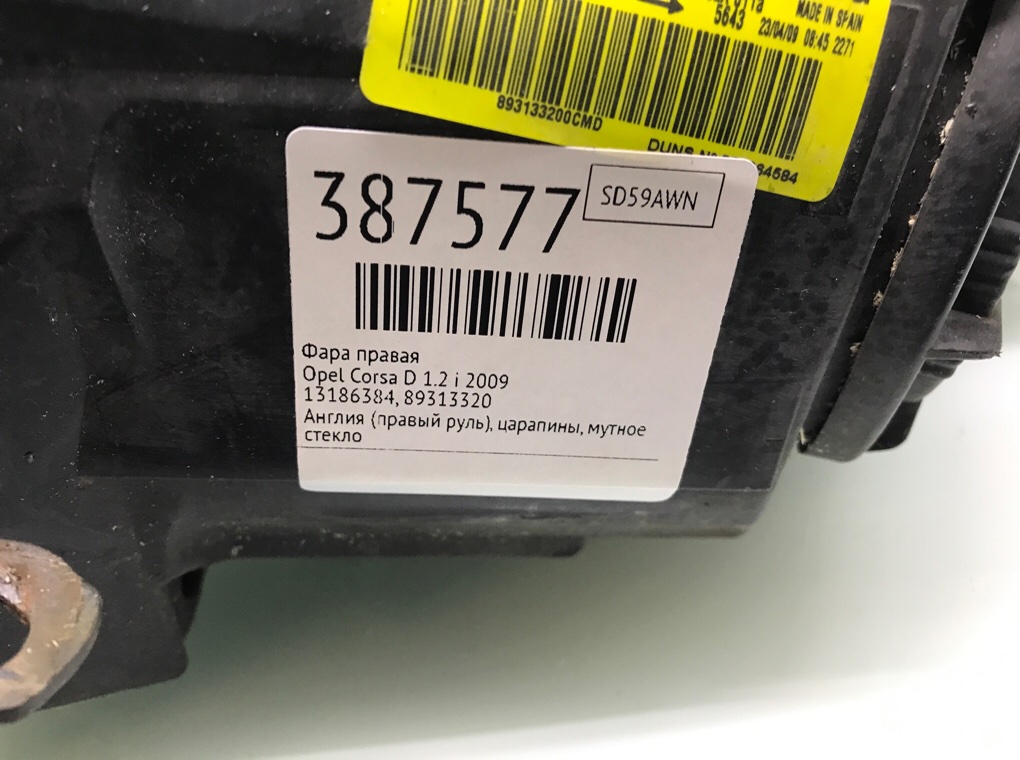 MADE IN SPAIN
5643 23/04/09 08:45 2271
893133200CMD
DUNS
387577
SD59AWN
Фара правая
Opel Corsa D 1.2 i 2009
13186384, 89313320
Англия (правый руль), царапины, мутное
стекло